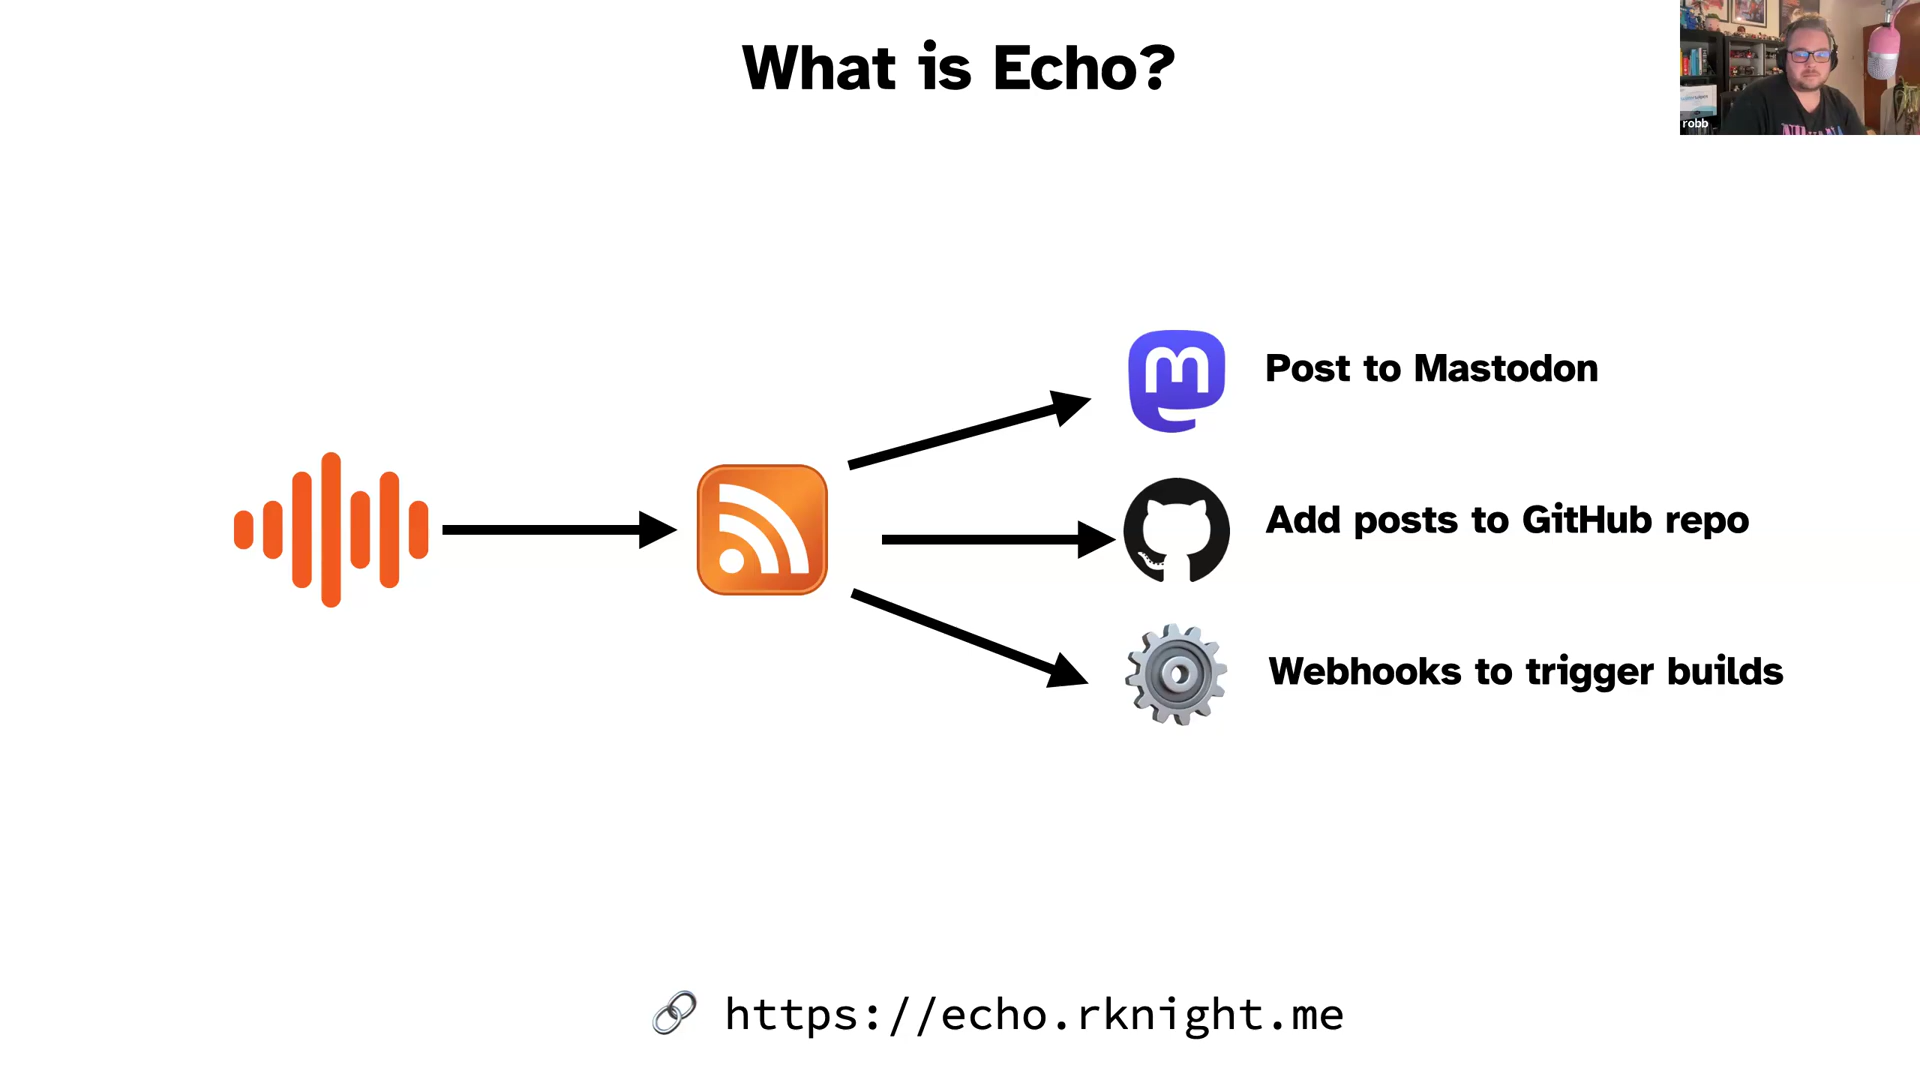 What is Echo?
robb
Post to Mastodon
Add posts to GitHub repo
Webhooks to trigger builds
https://echo.rknight.me